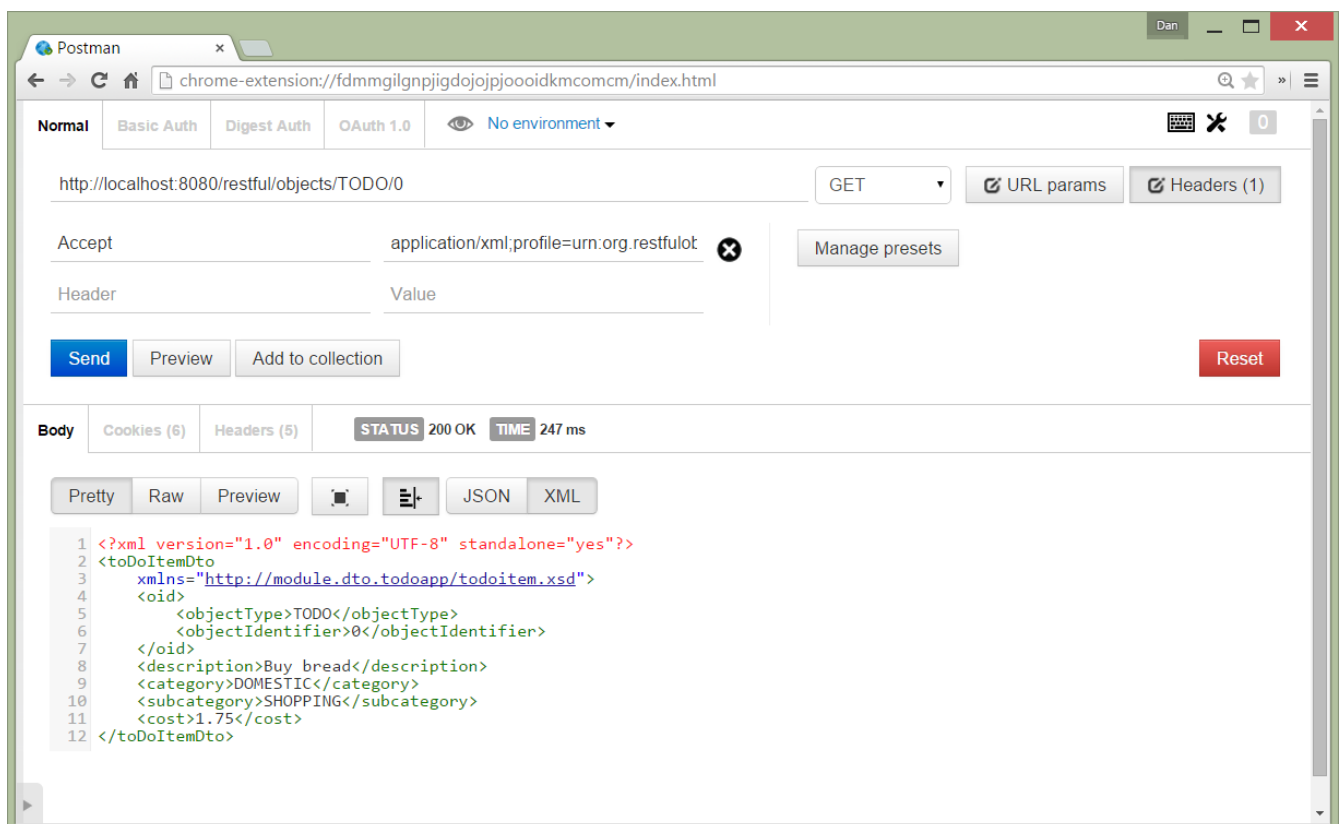 Dan
Postman
chrome-extension://fdmmgilgnpjigdojojpjoooidkmcomcm/index.html
Normal Basic Auth Digest Auth OAuth 1.0 No environment 0
http://localhost:8080/restful/objects/TODO/0 GET URL params Headers (1)
Accept application/xml;profile=urn:org.restfulob Manage presets
Header Value
Send Preview Add to collection Reset
Body Cookies (6) Headers (5) STATUS 200 OK TIME 247 ms
Pretty Raw Preview JSON XML
1 <?xml version="1.0" encoding="UTF-8" standalone="yes"?>
2 <toDoItemDto
3 xmlns="http://module.dto.todoapp/todoitem.xsd">
4 <oid>
5 <objectType>TODO</objectType>
6 <objectIdentifier>0</objectIdentifier>
7 </oid>
8 <description>Buy bread</description>
9 <category>DOMESTIC</category>
10 <subcategory>SHOPPING</subcategory>
11 <cost>1.75</cost>
12 </toDoItemDto>